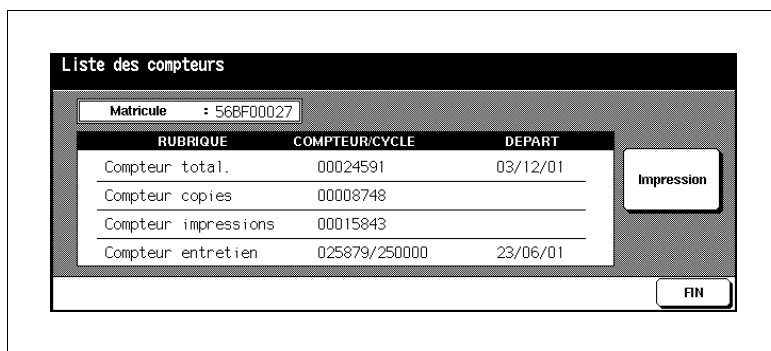 Liste des compteurs
Matricule : 56BF00027
RUBRIQUE COMPTEUR/CYCLE DEPART
Compteur total. 00024591 03/12/01
Compteur copies 00008748
Compteur impressions 00015843
Compteur entretien 025879/250000 23/06/01
Impression
FIN